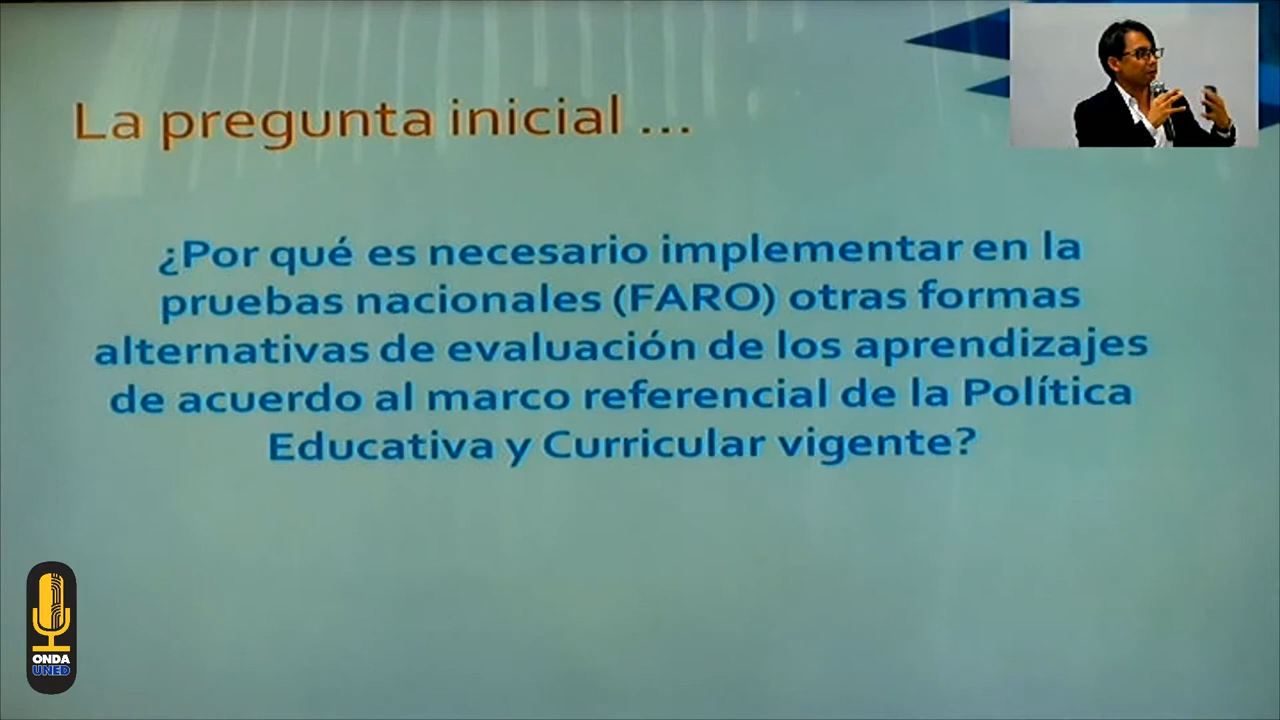 La pregunta inicial ...
¿Por qué es necesario implementar en la
pruebas nacionales (FARO) otras formas
alternativas de evaluación de los aprendizajes
de acuerdo al marco referencial de la Política
Educativa y Curricular vigente?
ONDA
UNED